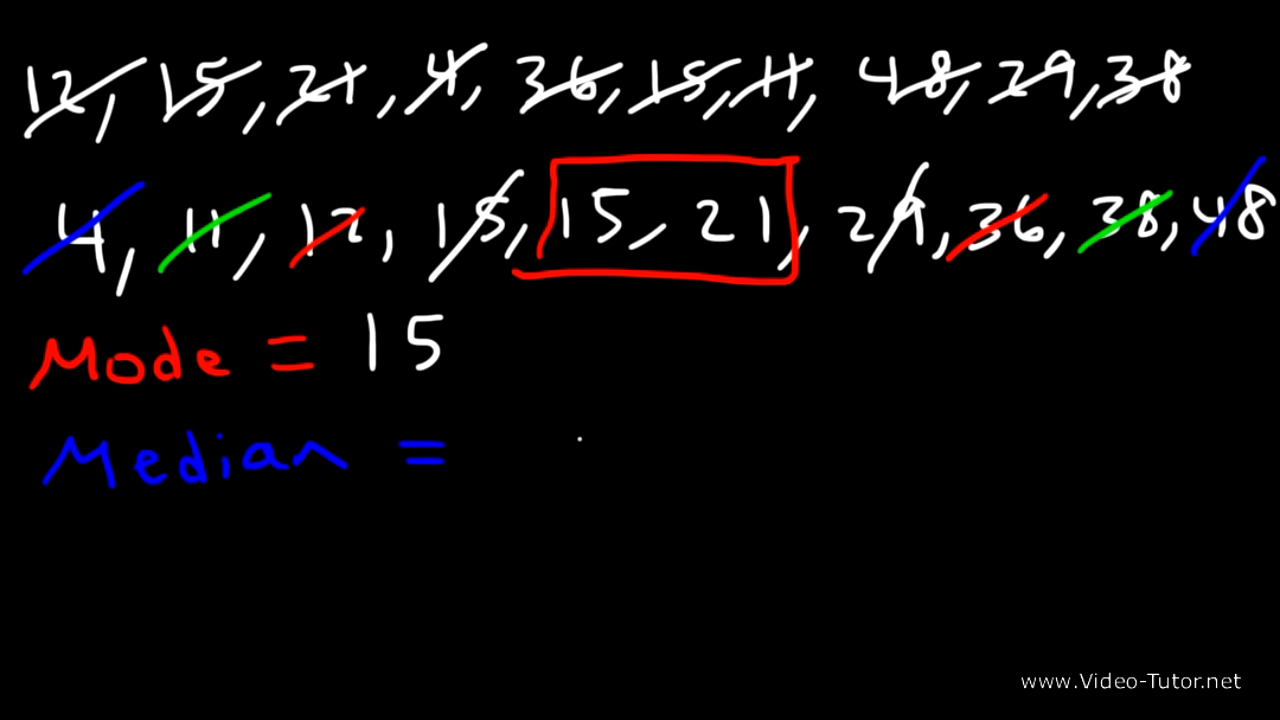 12, 15, 21, 4, 36, 15, 11, 48, 29, 38
4, 11, 12, 15, 15, 21, 29, 36, 38, 48
Mode = 15
Median =
www.Video-Tutor.net